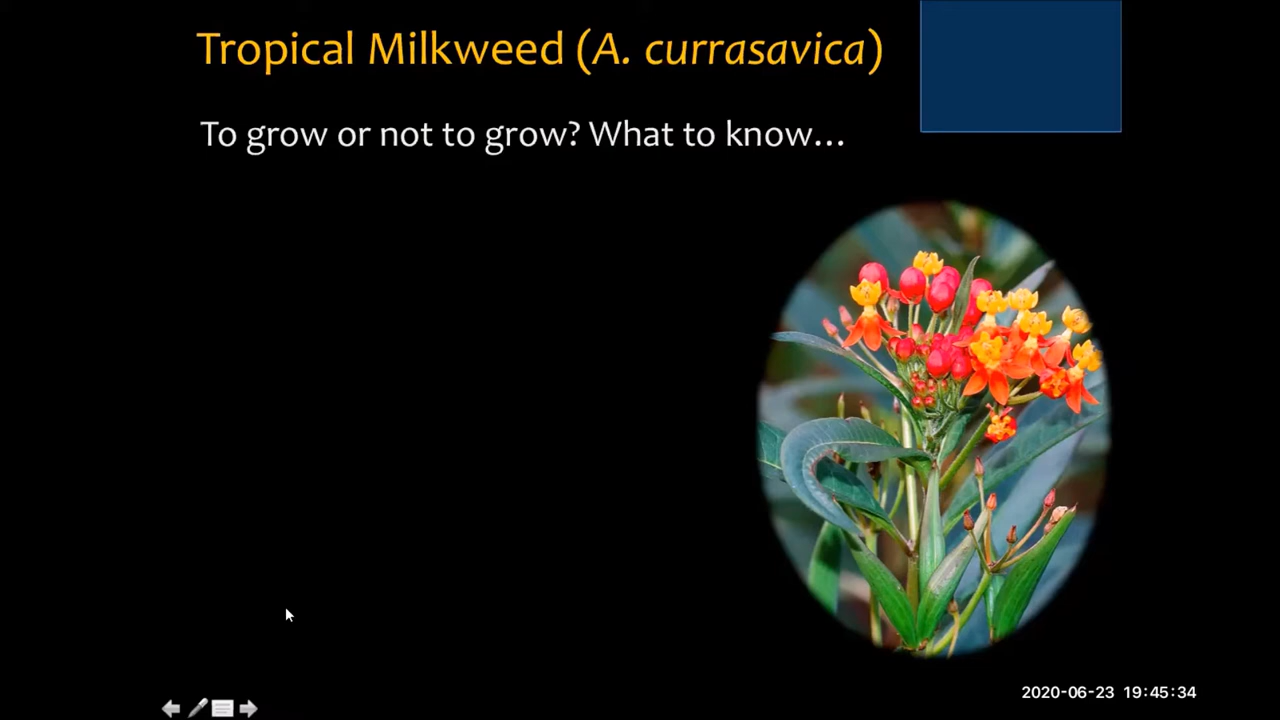 Tropical Milkweed (A. currasavica)
To grow or not to grow? What to know…
2020-06-23 19:45:34